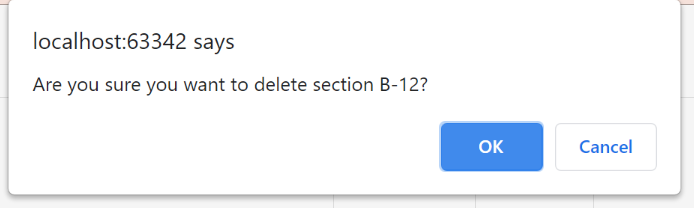 localhost:63342 says
Are you sure you want to delete section B-12?
OK
Cancel